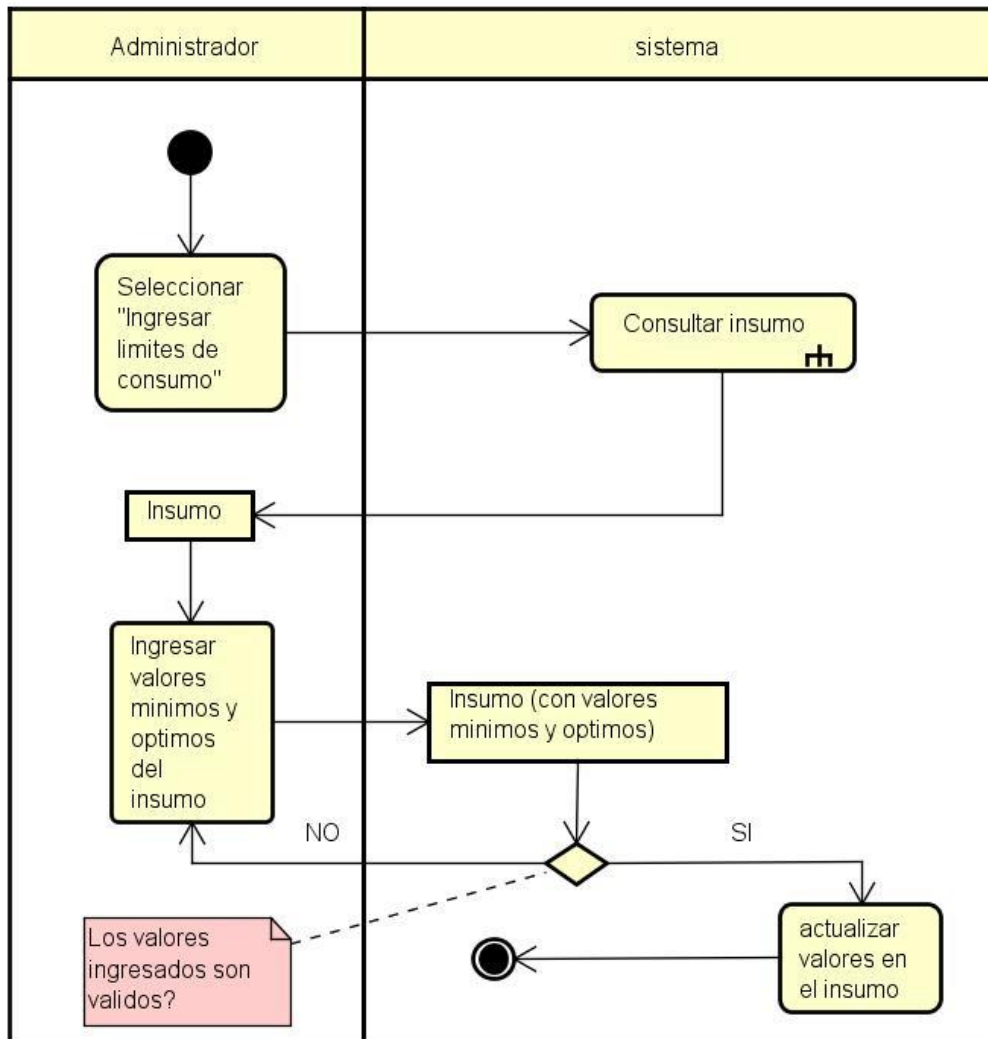 Administrador
sistema
Seleccionar
"Ingresar
limites de
consumo"
Consultar insumo
Insumo
Ingresar
valores
minimos y
optimos
del
insumo
Insumo (con valores
minimos y optimos)
NO
SI
Los valores
ingresados son
validos?
actualizar
valores en
el insumo